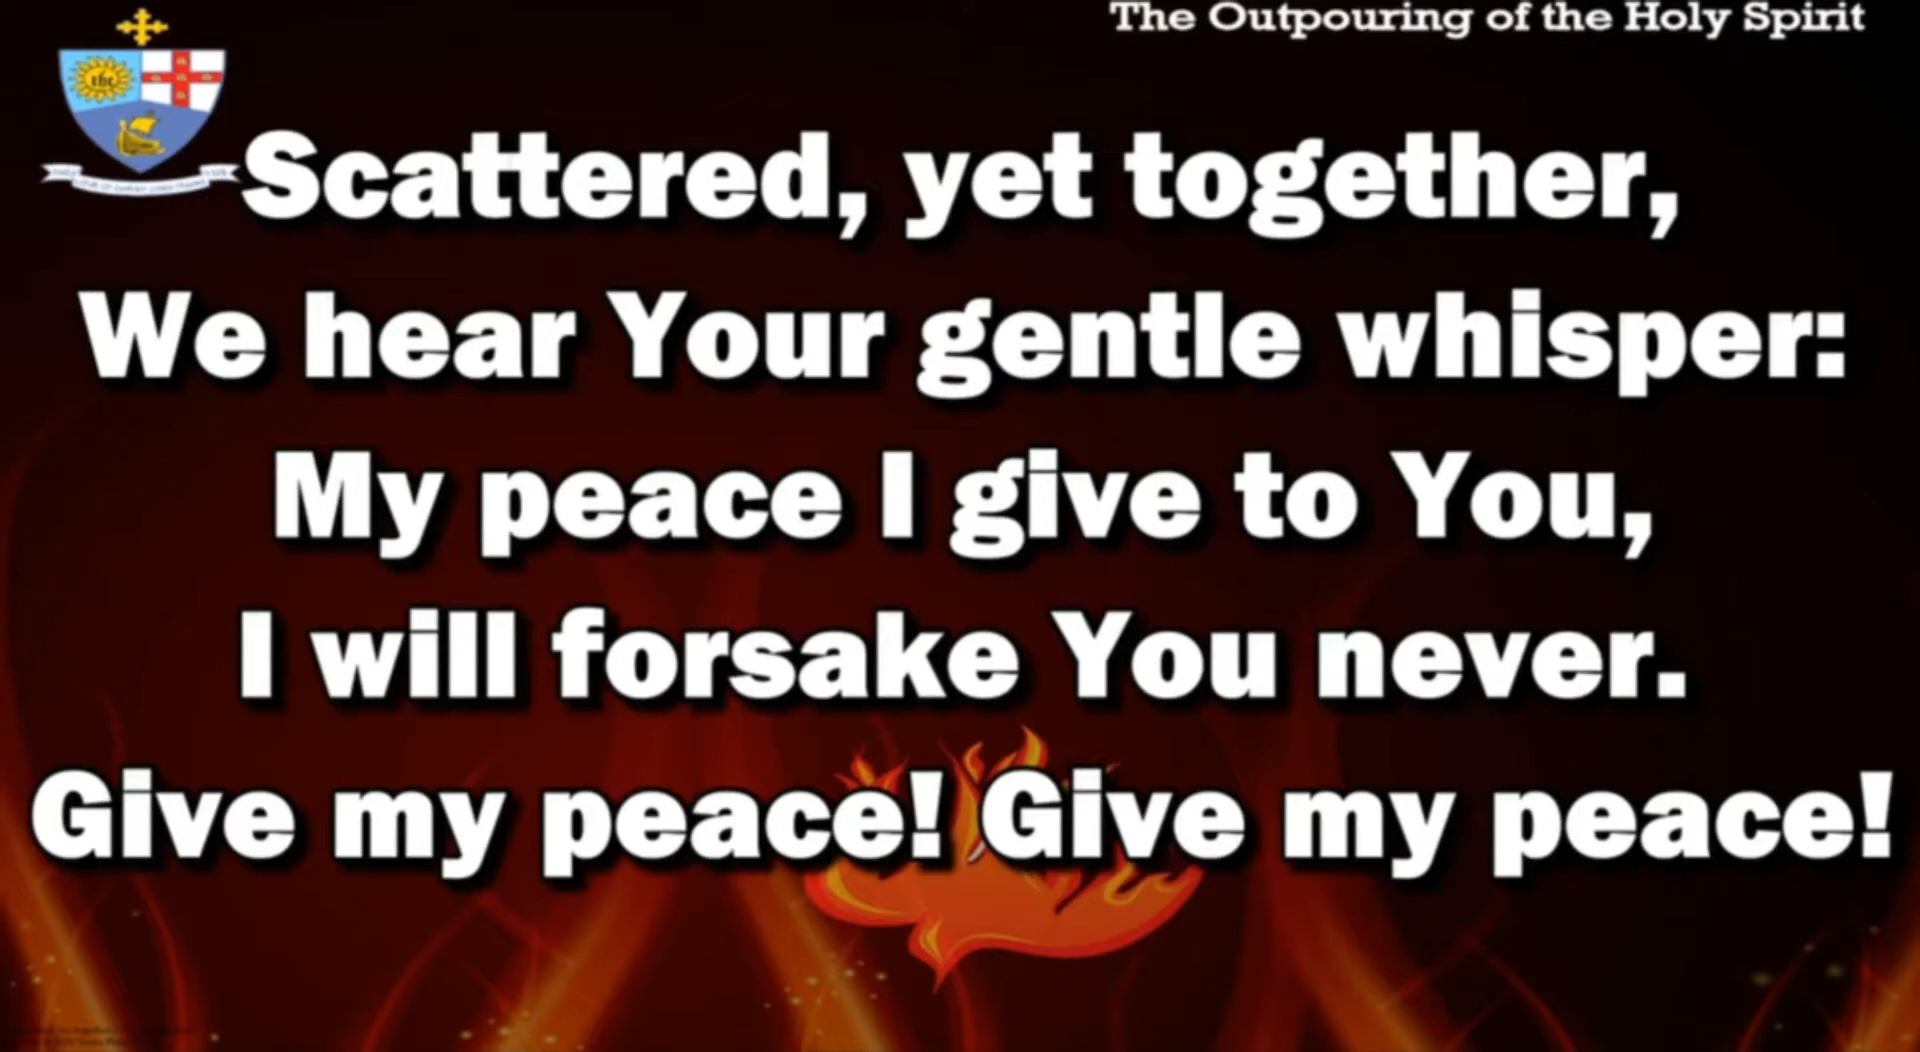 The Outpouring of the Holy Spirit
ihc
Scattered, yet together,
We hear Your gentle whisper:
My peace I give to You,
I will forsake You never.
Give my peace! Give my peace!